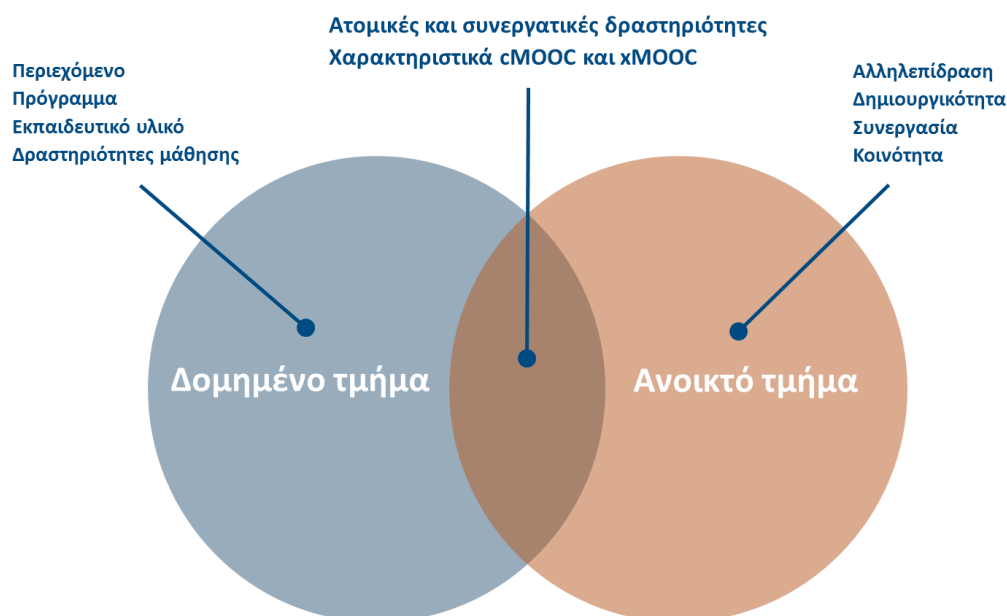 Ατομικές και συνεργατικές δραστηριότητες
Χαρακτηριστικά cMOOC και xMOOC
Περιεχόμενο
Πρόγραμμα
Εκπαιδευτικό υλικό
Δραστηριότητες μάθησης
Αλληλεπίδραση
Δημιουργικότητα
Συνεργασία
Κοινότητα
Δομημένο τμήμα
Ανοικτό τμήμα